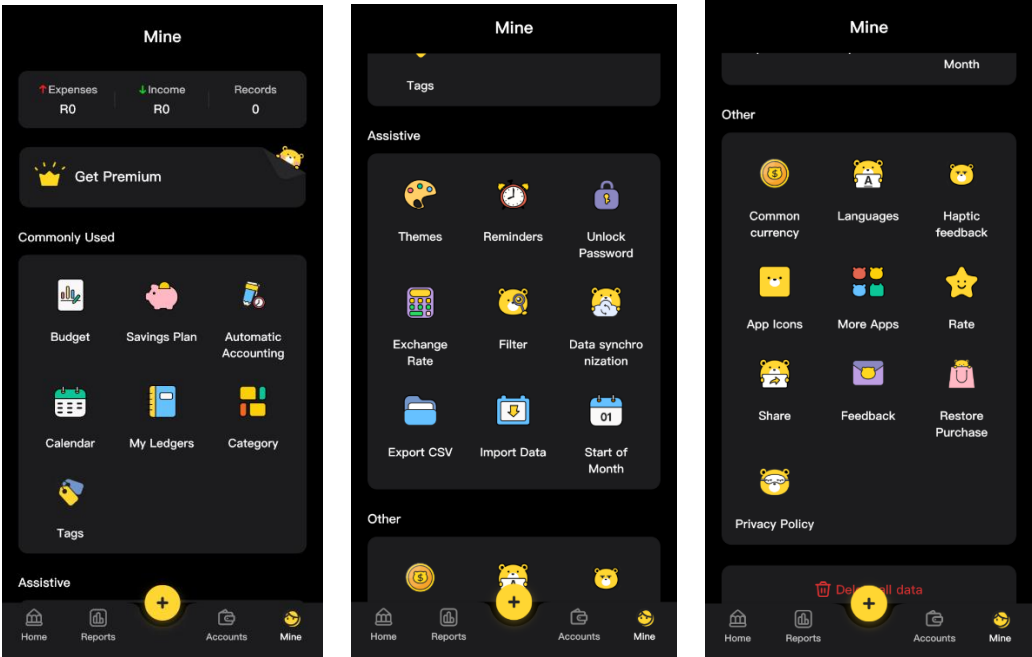 Mine
Expenses Income Records
R0 R0 0
Get Premium
Commonly Used
Budget Savings Plan Automatic
Accounting
Calendar My Ledgers Category
Tags
Assistive
+
Home Reports Accounts Mine
Mine
Tags
Assistive
Themes Reminders Unlock
Password
Exchange Filter Data synchro
Rate nization
01
Export CSV Import Data Start of
Month
Other
A
+
Home Reports Accounts Mine
Mine
Month
Other
A
Common Languages Haptic
currency feedback
App Icons More Apps Rate
Share Feedback Restore
Purchase
Privacy Policy
all data
+
Home Reports Accounts Mine